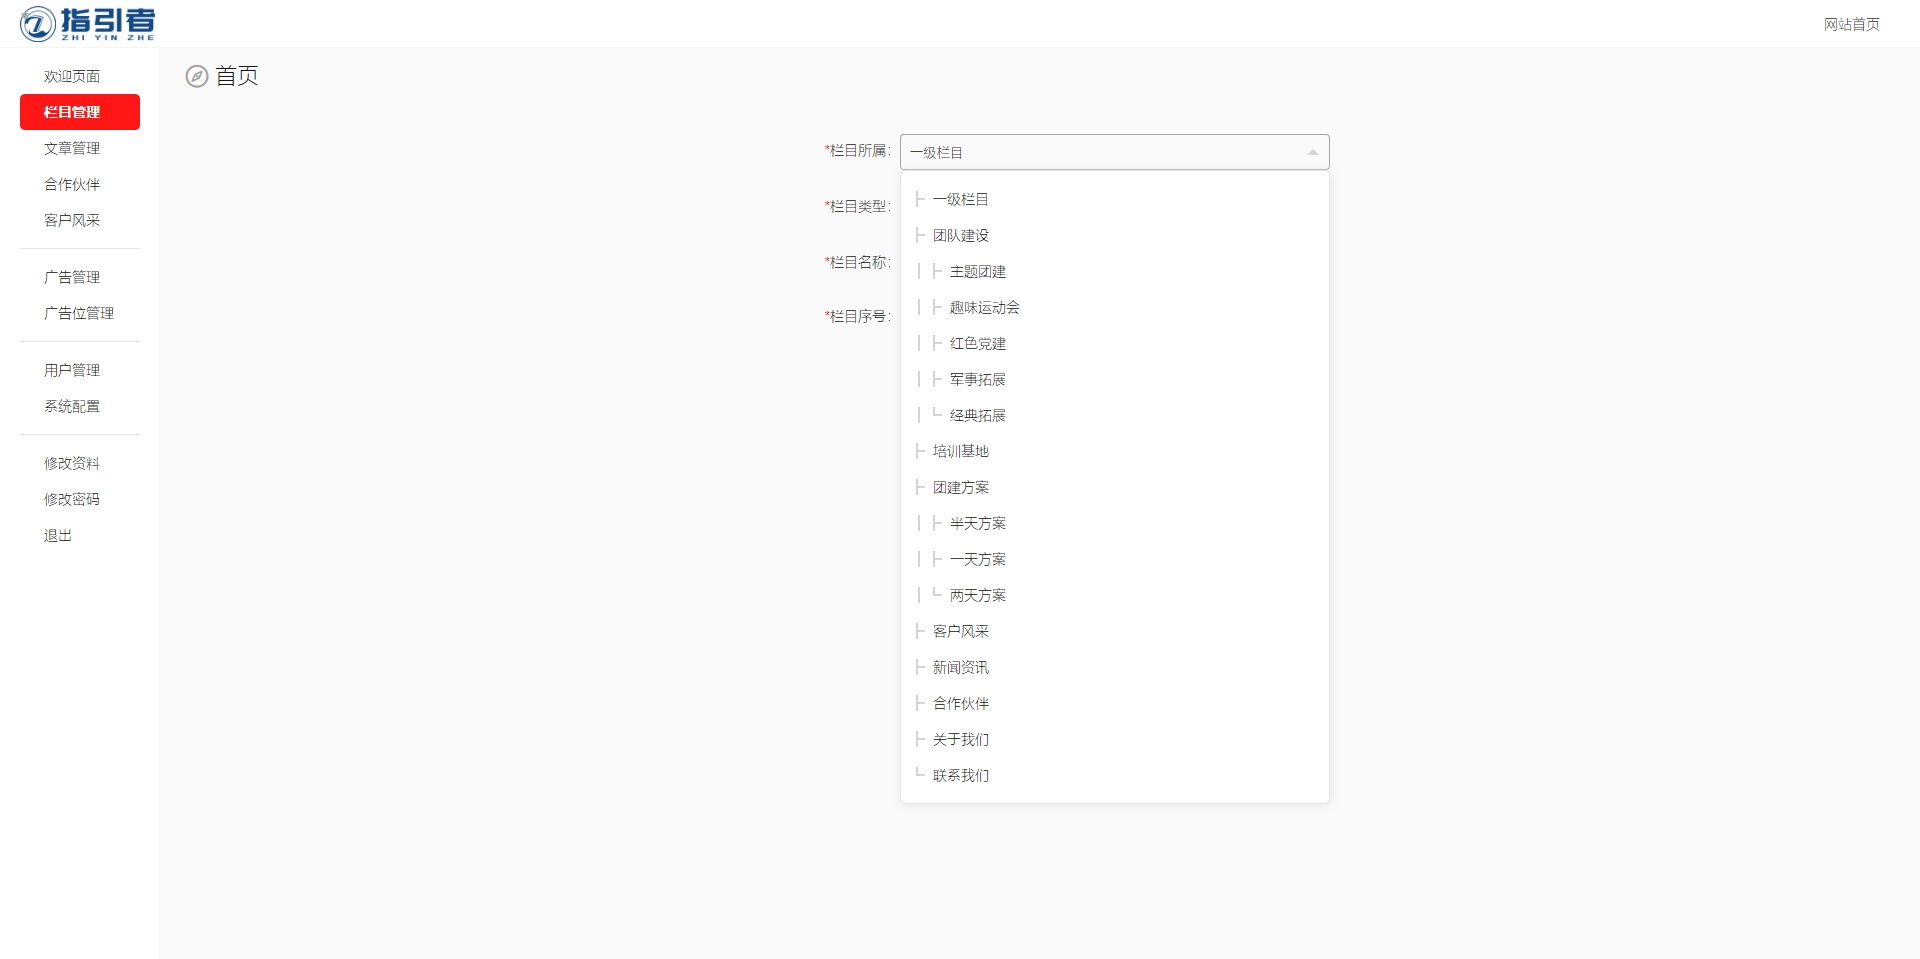 指引者
ZHI YIN ZHE
网站首页
欢迎页面
栏目管理
文章管理
合作伙伴
客户风采
广告管理
广告位管理
用户管理
系统配置
修改资料
修改密码
退出
首页
*栏目所属:
一级栏目
*栏目类型:
*栏目名称:
*栏目序号:
├ 一级栏目
├ 团队建设
│ ├ 主题团建
│ ├ 趣味运动会
│ ├ 红色党建
│ ├ 军事拓展
│ └ 经典拓展
├ 培训基地
├ 团建方案
│ ├ 半天方案
│ ├ 一天方案
│ └ 两天方案
├ 客户风采
├ 新闻资讯
├ 合作伙伴
├ 关于我们
└ 联系我们